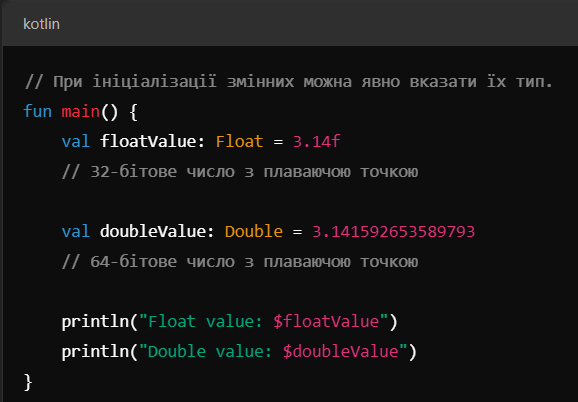 kotlin
// При ініціалізації змінних можна явно вказати їх тип.
fun main() {
    val floatValue: Float = 3.14f
    // 32-бітове число з плаваючою точкою
    val doubleValue: Double = 3.141592653589793
    // 64-бітове число з плаваючою точкою
    println("Float value: $floatValue")
    println("Double value: $doubleValue")
}